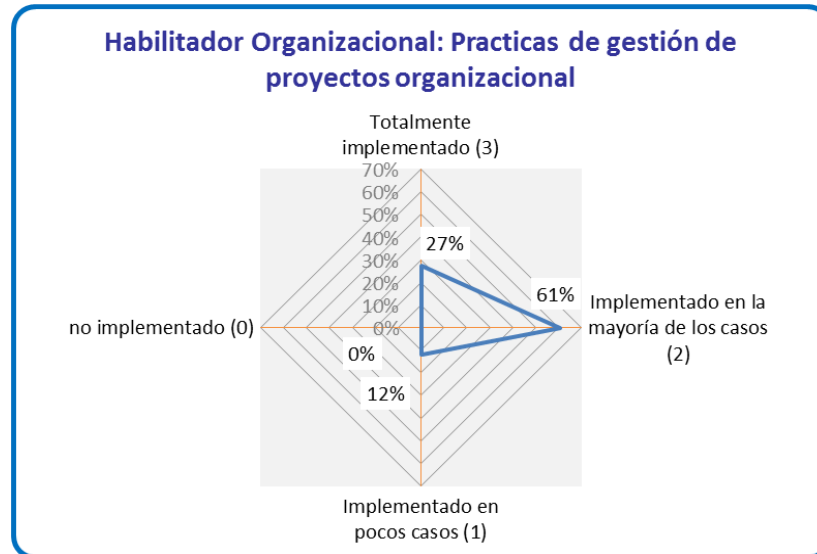 Habilitador Organizacional: Practicas de gestión de
proyectos organizacional
Totalmente
implementado (3)
70%
60%
50%
40%
30%
20%
10%
0%
27%
61%
Implementado en la
mayoría de los casos
(2)
no implementado (0)
0%
12%
Implementado en
pocos casos (1)